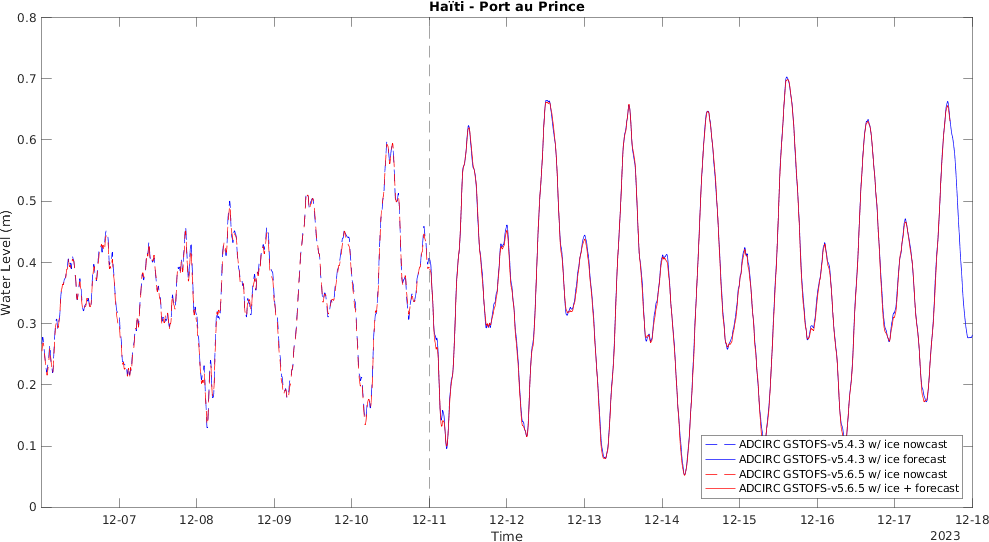 Haïti - Port au Prince
0.8
0.7
0.6
0.5
0.4
0.3
0.2
0.1
0
Water Level (m)
ADCIRC GSTOFS-v5.4.3 w/ ice nowcast
ADCIRC GSTOFS-v5.4.3 w/ ice forecast
ADCIRC GSTOFS-v5.6.5 w/ ice nowcast
ADCIRC GSTOFS-v5.6.5 w/ ice + forecast
12-07 12-08 12-09 12-10 12-11 12-12 12-13 12-14 12-15 12-16 12-17 12-18
Time
2023